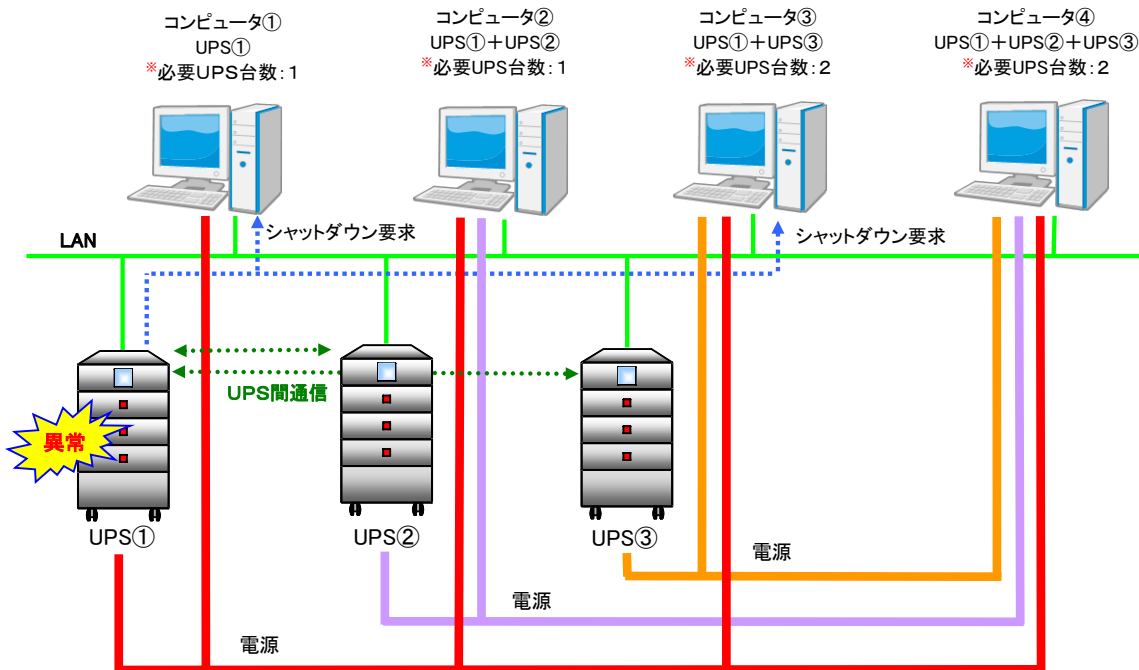 コンピュータ①
UPS①
※必要UPS台数：1
コンピュータ②
UPS①＋UPS②
※必要UPS台数：1
コンピュータ③
UPS①＋UPS③
※必要UPS台数：2
コンピュータ④
UPS①＋UPS②＋UPS③
※必要UPS台数：2
LAN
シャットダウン要求
シャットダウン要求
UPS間通信
異常
UPS①
UPS②
UPS③
電源
電源
電源